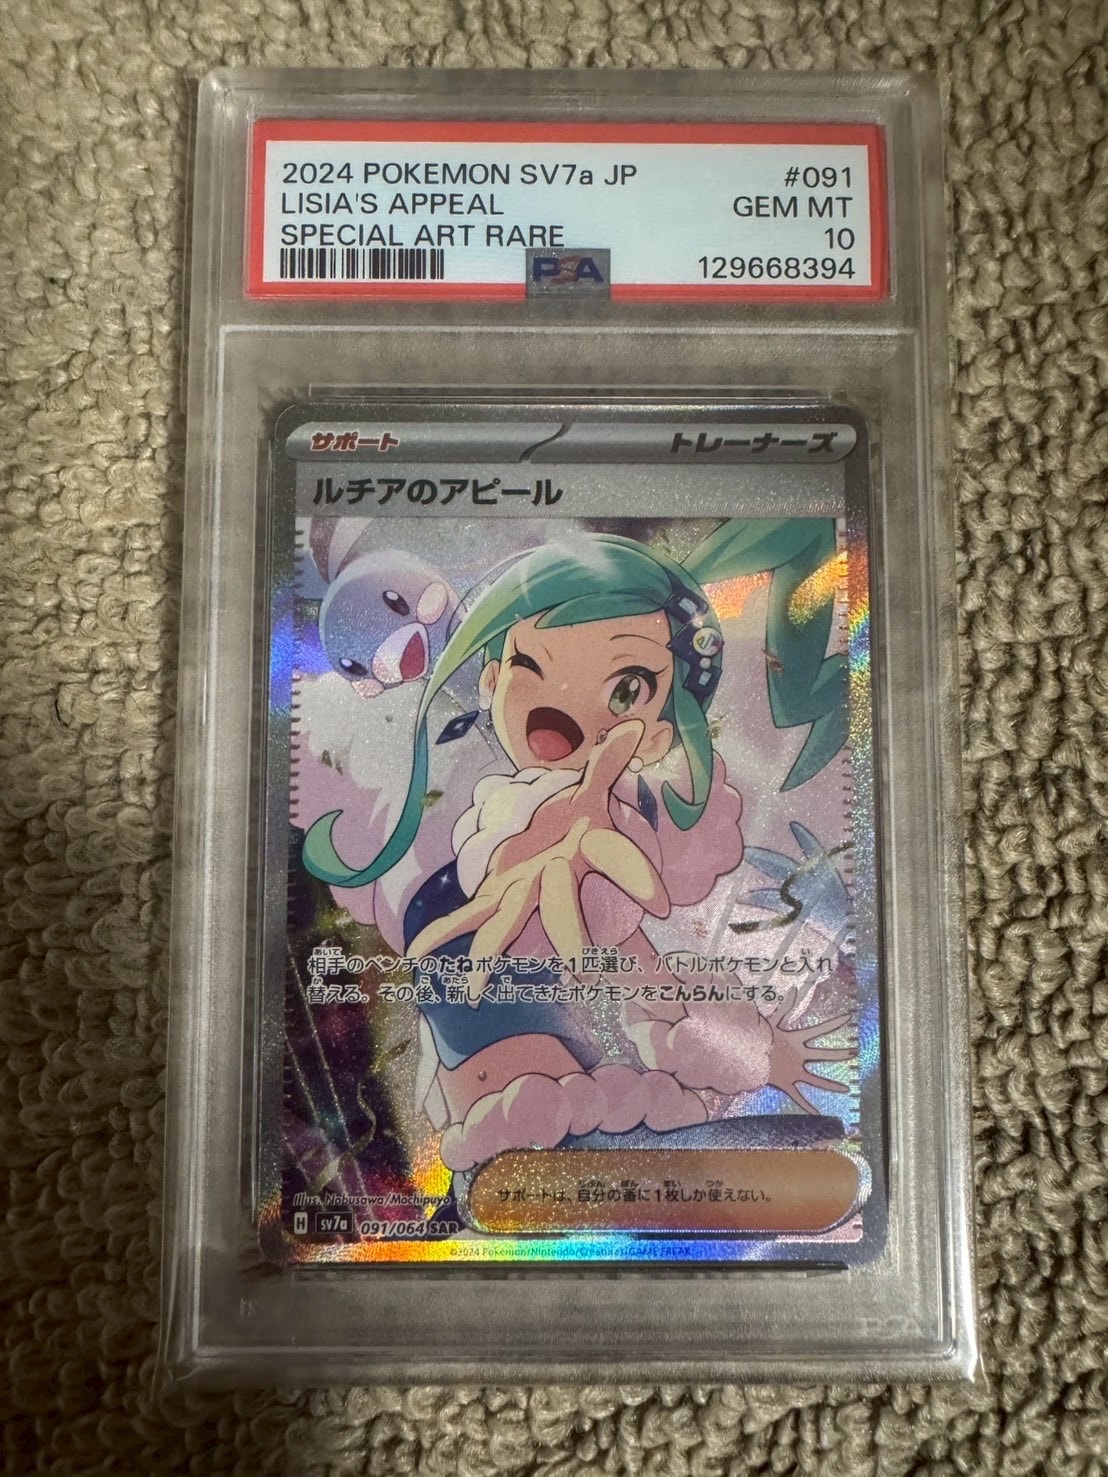 2024 POKEMON SV7a JP #091
LISIA'S APPEAL GEM MT
SPECIAL ART RARE 10
PSA 129668394
サポート トレーナーズ
ルチアのアピール
相手のベンチのたねポケモンを1匹選び、バトルポケモンと入れ
替える。その後、新しく出てきたポケモンをこんらんにする。
Illus. Nobusawa/Mochipuyo
サポートは、自分の番に1枚しか使えない。
H SV7a 091/064 SAR
©2024 Pokémon/Nintendo/Creatures/GAME FREAK
PSA